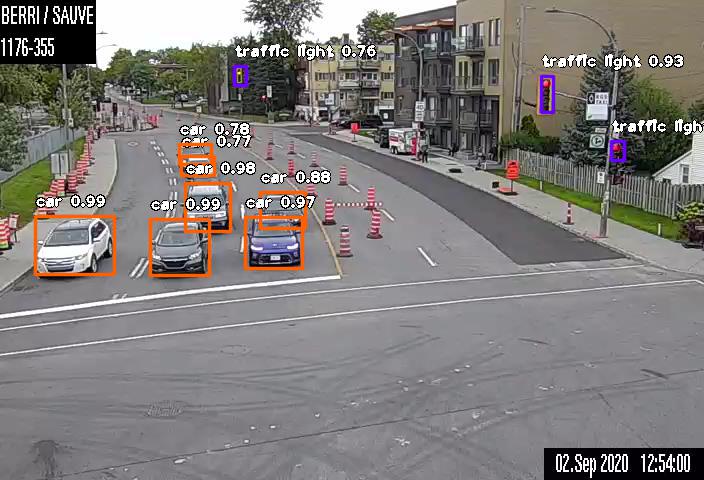 BERRI / SAUVE
1176-355
traffic light 0.76
traffic light 0.93
traffic ligh
car 0.78
0.77
car 0.98
car 0.88
car 0.99
car 0.99
car 0.97
02.Sep 2020 12:54:00